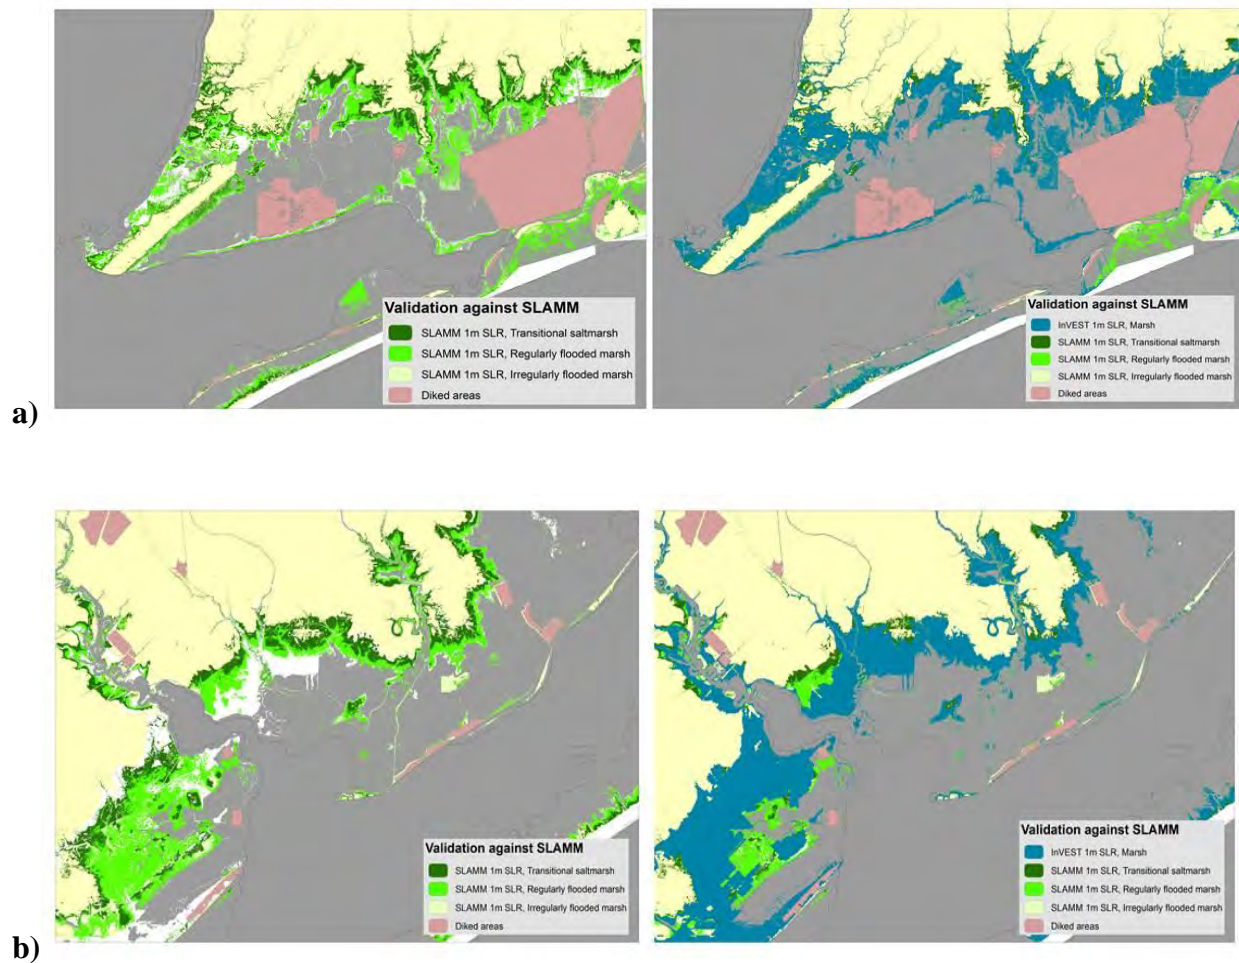 Validation against SLAMM
SLAMM 1m SLR, Transitional saltmarsh
SLAMM 1m SLR, Regularly flooded marsh
SLAMM 1m SLR, Irregularly flooded marsh
Diked areas
Validation against SLAMM
InVEST 1m SLR, Marsh
SLAMM 1m SLR, Transitional saltmarsh
SLAMM 1m SLR, Regularly flooded marsh
SLAMM 1m SLR, Irregularly flooded marsh
Diked areas
a)
Validation against SLAMM
SLAMM 1m SLR, Transitional saltmarsh
SLAMM 1m SLR, Regularly flooded marsh
SLAMM 1m SLR, Irregularly flooded marsh
Diked areas
Validation against SLAMM
InVEST 1m SLR, Marsh
SLAMM 1m SLR, Transitional saltmarsh
SLAMM 1m SLR, Regularly flooded marsh
SLAMM 1m SLR, Irregularly flooded marsh
Diked areas
b)